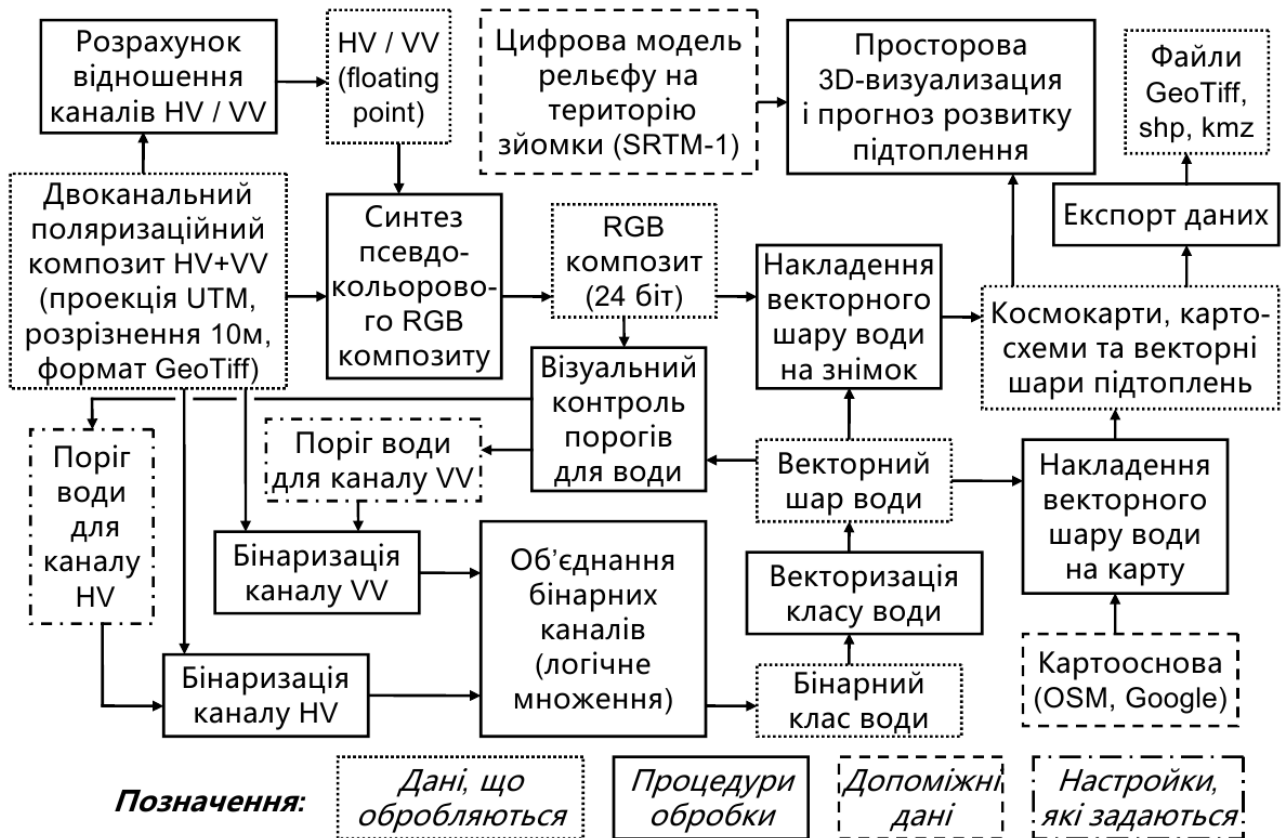 Розрахунок
відношення
каналів HV / VV
HV / VV
(floating
point)
Цифрова модель
рельєфу на
територію
зйомки (SRTM-1)
Просторова
3D-визуализация
і прогноз розвитку
підтоплення
Файли
GeoTiff,
shp, kmz
Двоканальний
поляризаційний
композит HV+VV
(проекція UTM,
розрізнення 10м,
формат GeoTiff)
Синтез
псевдо-
кольорово-
го RGB
композиту
RGB
композит
(24 біт)
Накладення
векторного
шару води
на знімок
Експорт даних
Космокарти, карто-
схеми та векторні
шари підтоплень
Візуальний
контроль
порогів
для води
Поріг
води
для
каналу
HV
Поріг води
для каналу VV
Векторний
шар води
Накладення
векторного
шару води
на карту
Бінаризація
каналу VV
Об’єднання
бінарних
каналів
(логічне
множення)
Векторизація
класу води
Бінаризація
каналу HV
Бінарний
клас води
Картооснова
(OSM, Google)
Позначення:
Дані, що
обробляються
Процедури
обробки
Допоміжні
дані
Настройки,
які задаються